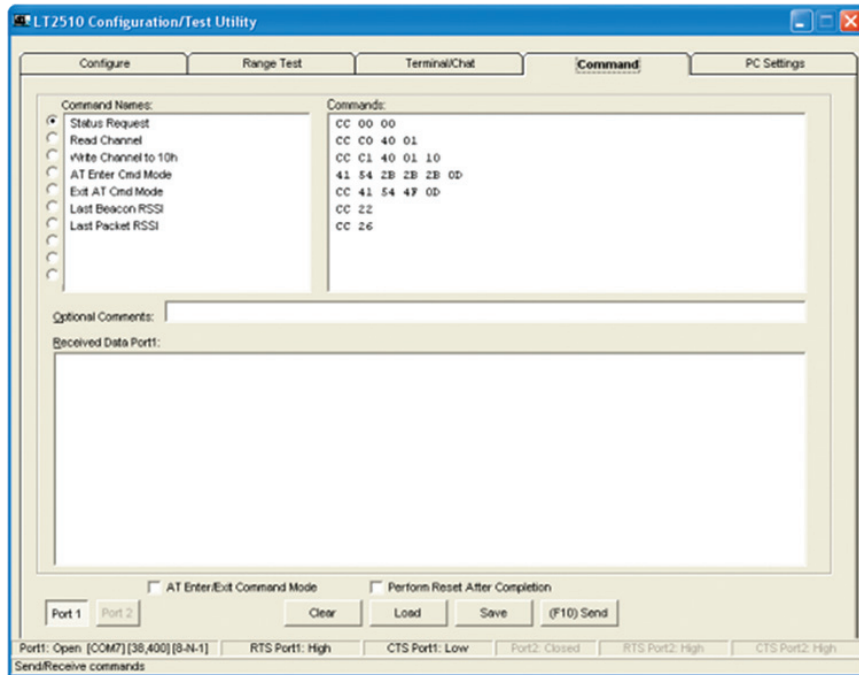 LT2510 Configuration/Test Utility
Configure Range Test Terminal/Chat Command PC Settings
Command Names: Commands:
Status Request CC 00 00
Read Channel CC C0 40 01
Write Channel to 10h CC C1 40 01 10
AT Enter Cmd Mode 41 54 2B 2B 2B 0D
Exit AT Cmd Mode CC 41 54 4F 0D
Last Beacon RSSI CC 22
Last Packet RSSI CC 26
Optional Comments:
Received Data Port1:
AT Enter/Exit Command Mode Perform Reset After Completion
Port 1 Port 2 Clear Load Save (F10) Send
Port1: Open [COM7][38,400][8-N-1] RTS Port1: High CTS Port1: Low Port2: Closed RTS Port2: High CTS Port2: High
Send/Receive commands